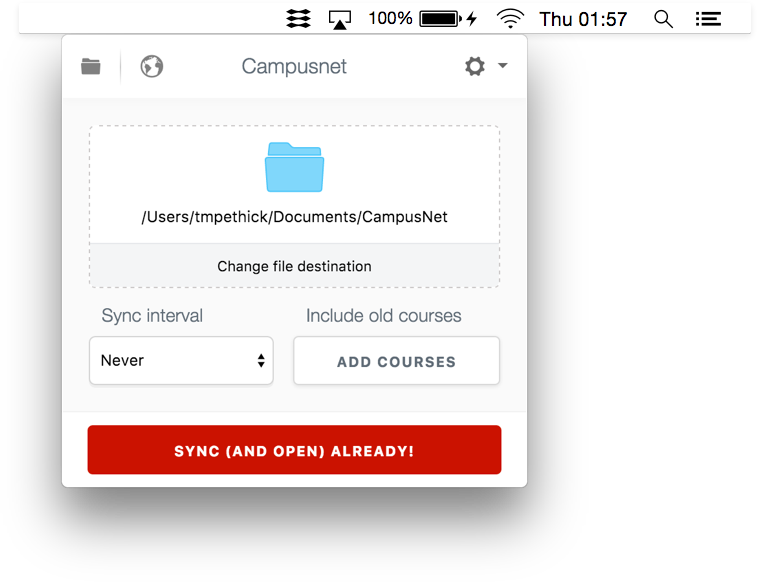 100% Thu 01:57
Campusnet
/Users/tmpethick/Documents/CampusNet
Change file destination
Sync interval Include old courses
Never ADD COURSES
SYNC (AND OPEN) ALREADY!